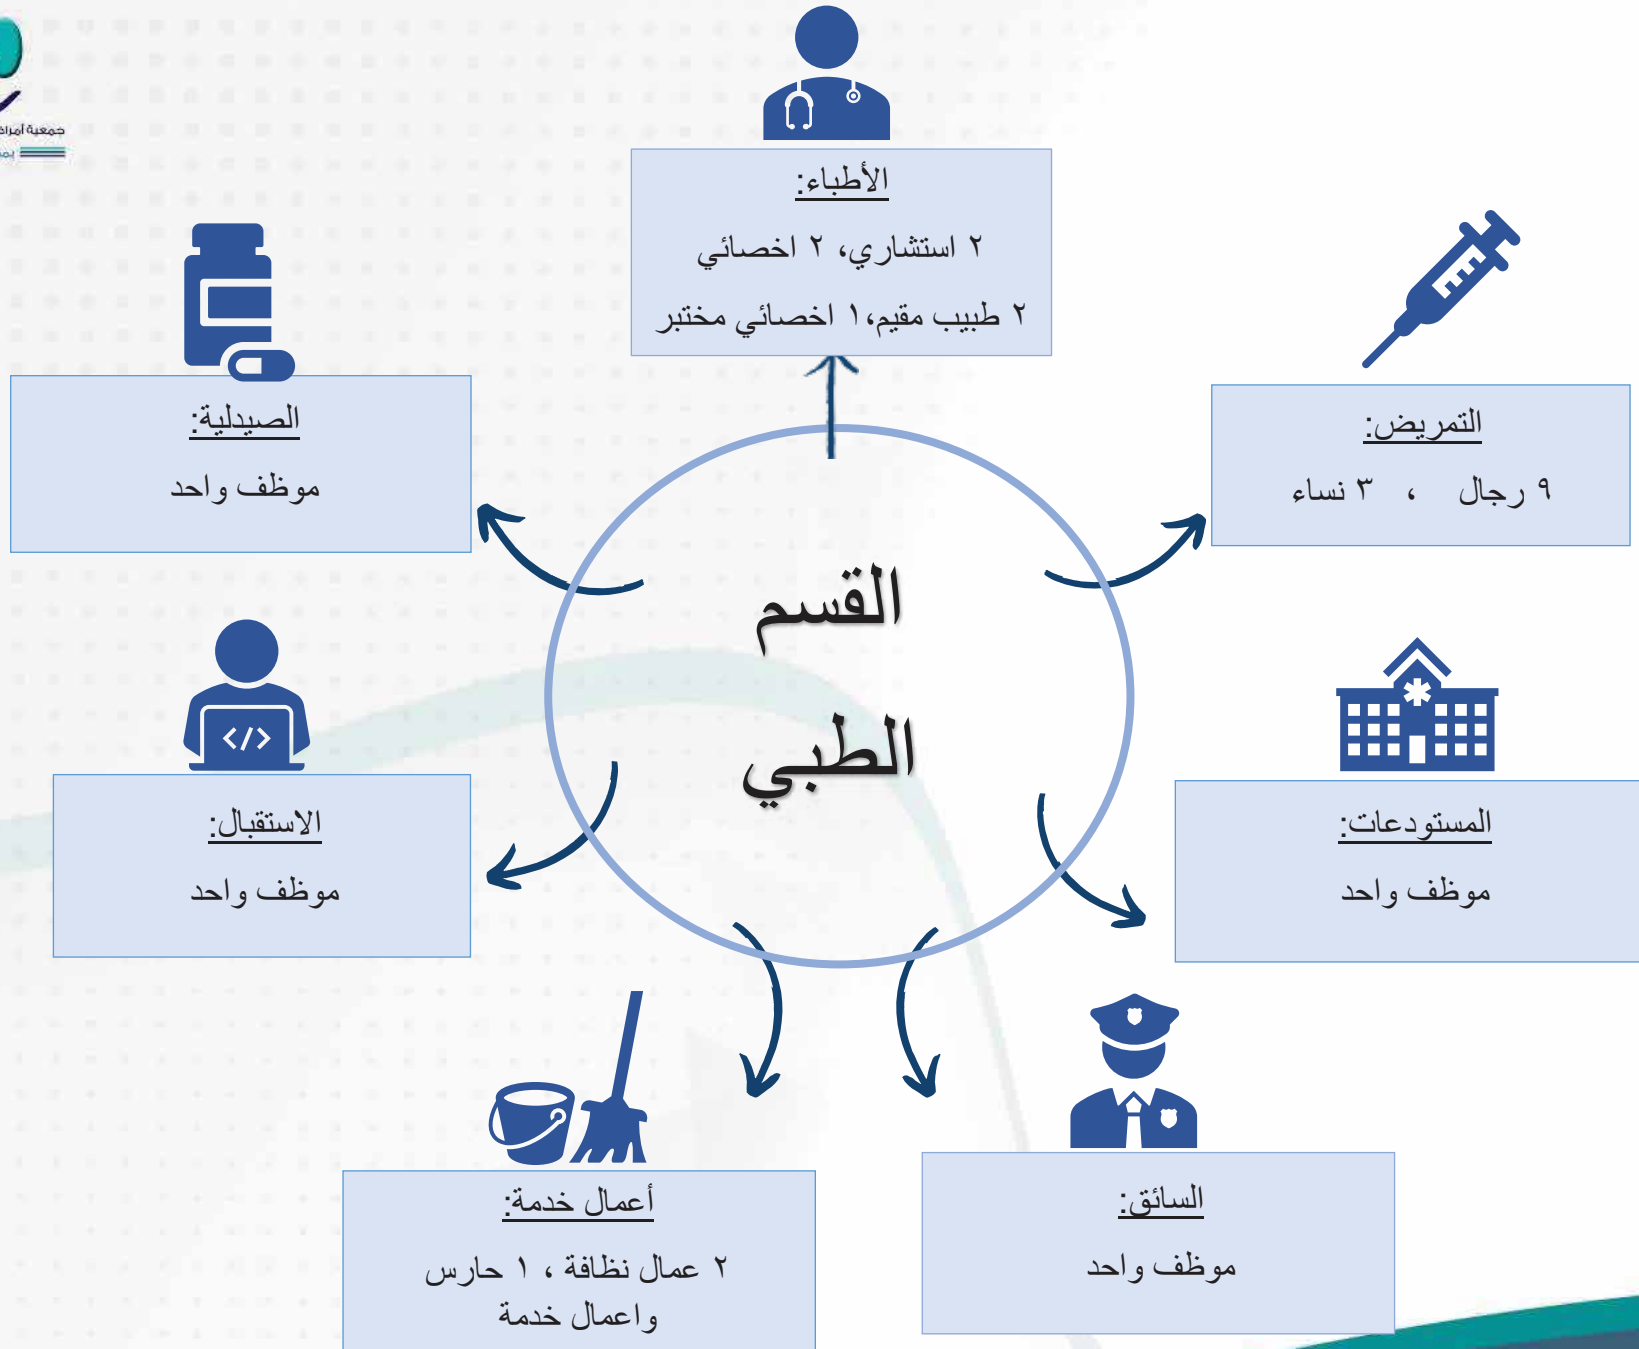 جمعية
الأطباء:
٢ استشاري، ٢ اخصائي
٢ طبيب مقيم،١ اخصائي مختبر
التمريض:
٩ رجال ، ٣ نساء
الصيدلية:
موظف واحد
القسم
الطبي
المستودعات:
موظف واحد
الاستقبال:
موظف واحد
السائق:
موظف واحد
أعمال خدمة:
٢ عمال نظافة ، ١ حارس
واعمال خدمة